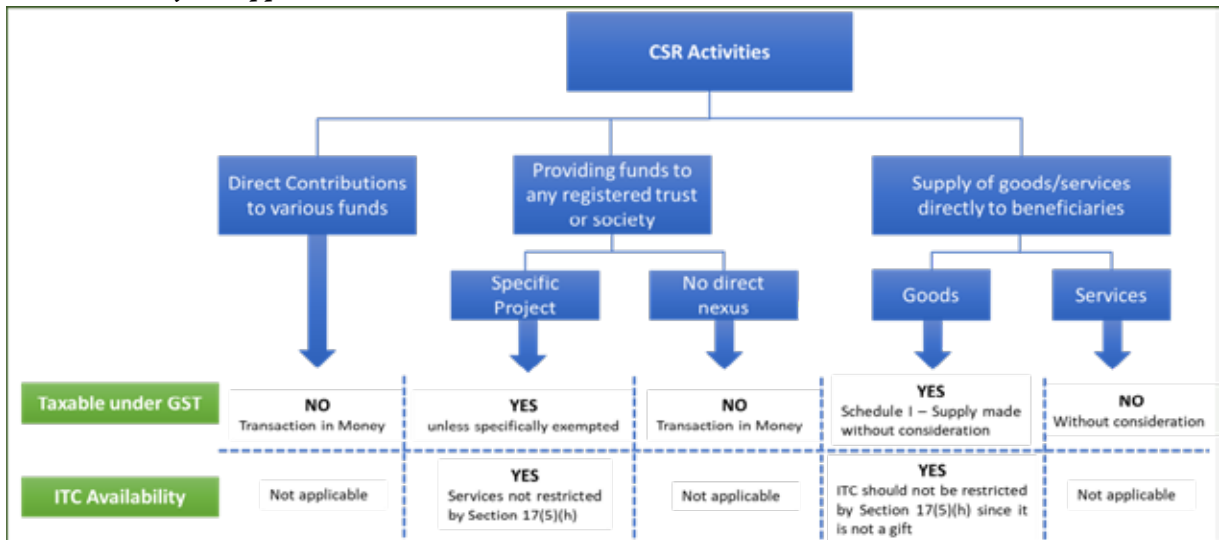 CSR Activities
Direct Contributions
to various funds
Providing funds to
any registered trust
or society
Supply of goods/services
directly to beneficiaries
Specific
Project
No direct
nexus
Goods
Services
Taxable under GST
NO
Transaction in Money
YES
unless specifically exempted
NO
Transaction in Money
YES
Schedule I – Supply made
without consideration
NO
Without consideration
ITC Availability
Not applicable
YES
Services not restricted
by Section 17(5)(h)
Not applicable
YES
ITC should not be restricted
by Section 17(5)(h) since it
is not a gift
Not applicable